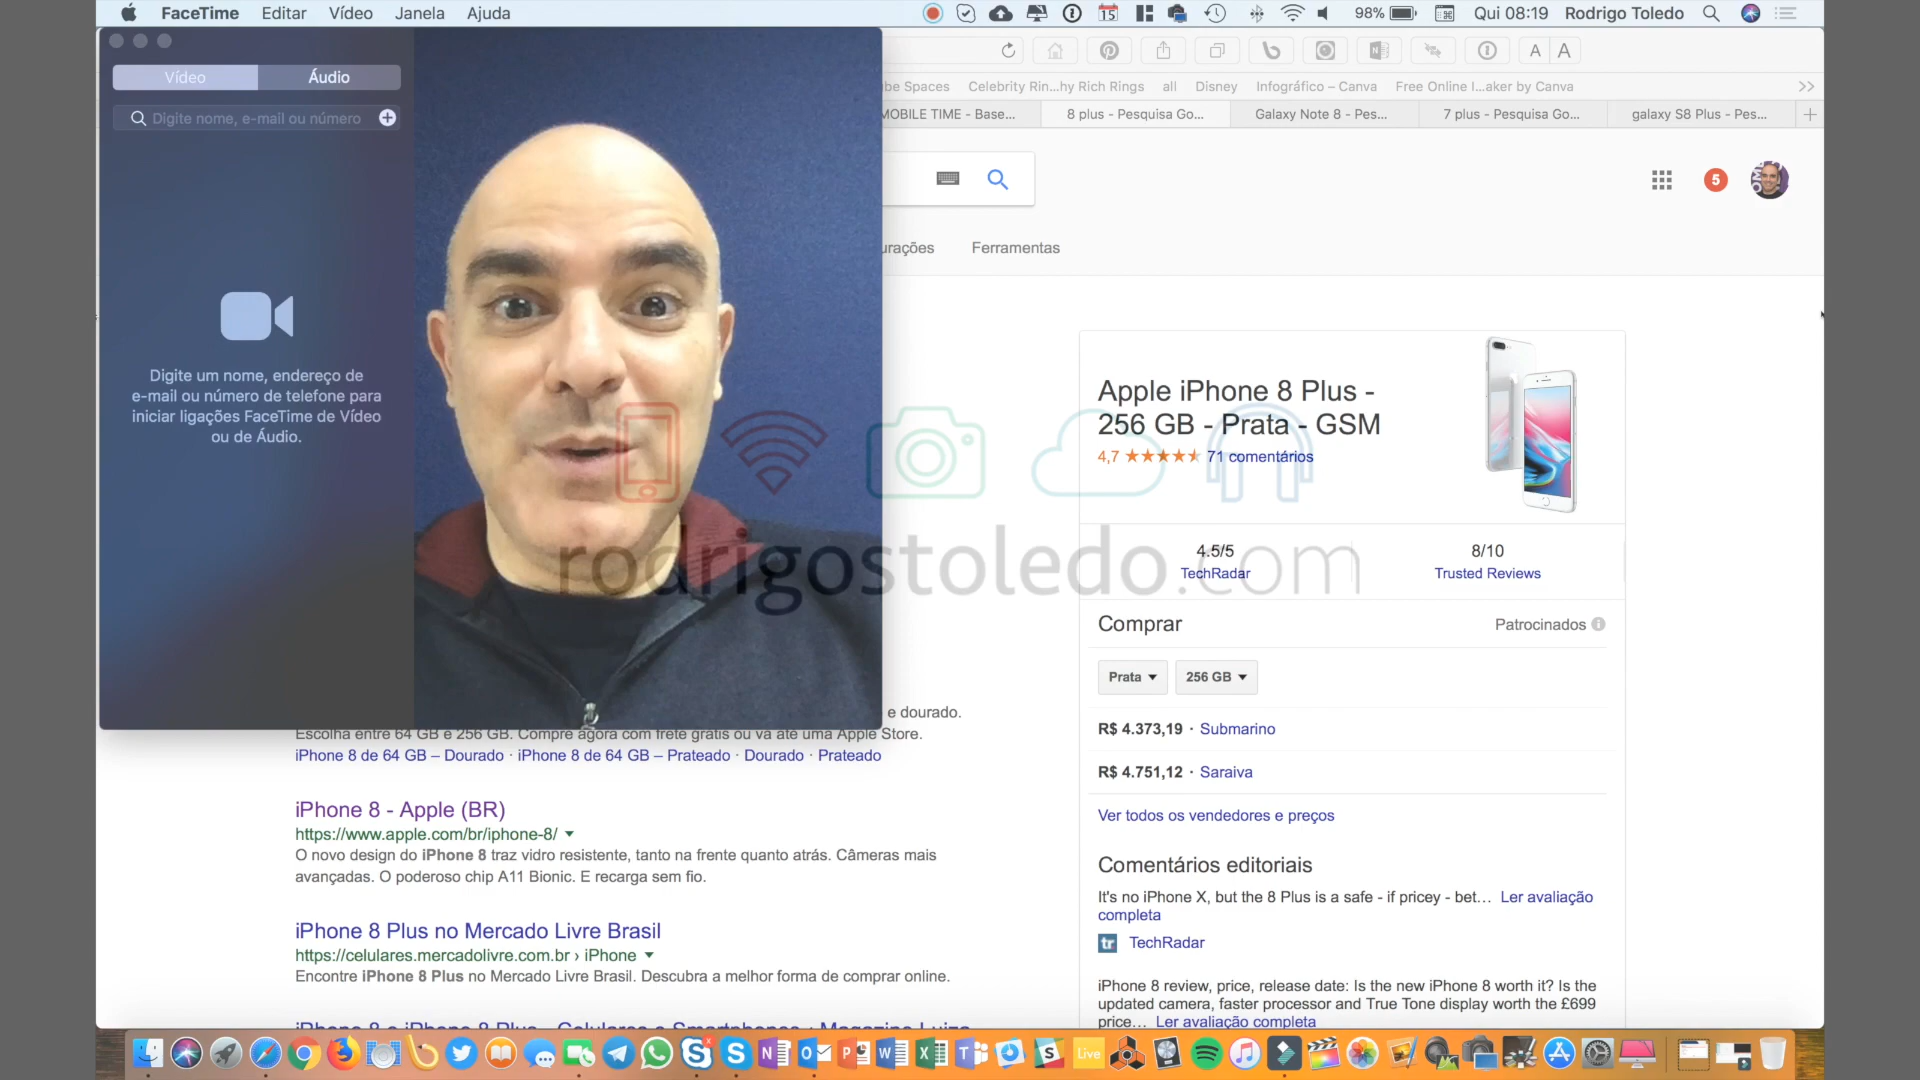 FaceTime Editar Vídeo Janela Ajuda
15 98% Qui 08:19 Rodrigo Toledo
Vídeo Áudio
Digite nome, e-mail ou número
Digite um nome, endereço de
e-mail ou número de telefone para
iniciar ligações FaceTime de Vídeo
ou de Áudio.
A A
be Spaces Celebrity Rin...hy Rich Rings all Disney Infográfico – Canva Free Online I...aker by Canva
MOBILE TIME - Base... 8 plus - Pesquisa Go... Galaxy Note 8 - Pes... 7 plus - Pesquisa Go... galaxy S8 Plus - Pes...
5
urações Ferramentas
rodrigostoledo.com
e dourado.
Escolha entre 64 GB e 256 GB. Compre agora com frete grátis ou vá até uma Apple Store.
iPhone 8 de 64 GB – Dourado · iPhone 8 de 64 GB – Prateado · Dourado · Prateado
iPhone 8 - Apple (BR)
https://www.apple.com/br/iphone-8/
O novo design do iPhone 8 traz vidro resistente, tanto na frente quanto atrás. Câmeras mais
avançadas. O poderoso chip A11 Bionic. E recarga sem fio.
iPhone 8 Plus no Mercado Livre Brasil
https://celulares.mercadolivre.com.br › iPhone
Encontre iPhone 8 Plus no Mercado Livre Brasil. Descubra a melhor forma de comprar online.
iPhone 8 e iPhone 8 Plus - Celulares e Smartphones · Magazine Luiza
Apple iPhone 8 Plus -
256 GB - Prata - GSM
4,7 71 comentários
4.5/5 8/10
TechRadar Trusted Reviews
Comprar Patrocinados
Prata 256 GB
R$ 4.373,19 · Submarino
R$ 4.751,12 · Saraiva
Ver todos os vendedores e preços
Comentários editoriais
It's no iPhone X, but the 8 Plus is a safe - if pricey - bet... Ler avaliação
completa
tr TechRadar
iPhone 8 review, price, release date: Is the new iPhone 8 worth it? Is the
updated camera, faster processor and True Tone display worth the £699
price... Ler avaliação completa
Live